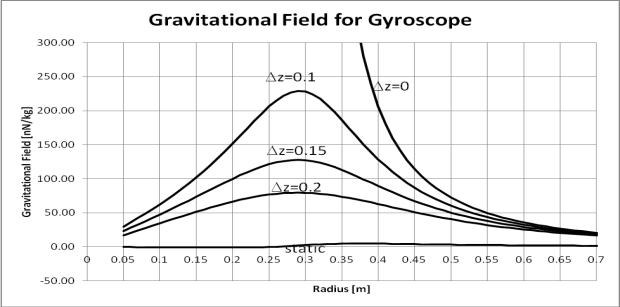 Gravitational Field for Gyroscope
300.00
250.00
200.00
150.00
100.00
50.00
0.00
-50.00
Gravitational Field [nN/kg]
Δz=0.1
Δz=0
Δz=0.15
Δz=0.2
static
0 0.05 0.1 0.15 0.2 0.25 0.3 0.35 0.4 0.45 0.5 0.55 0.6 0.65 0.7
Radius [m]